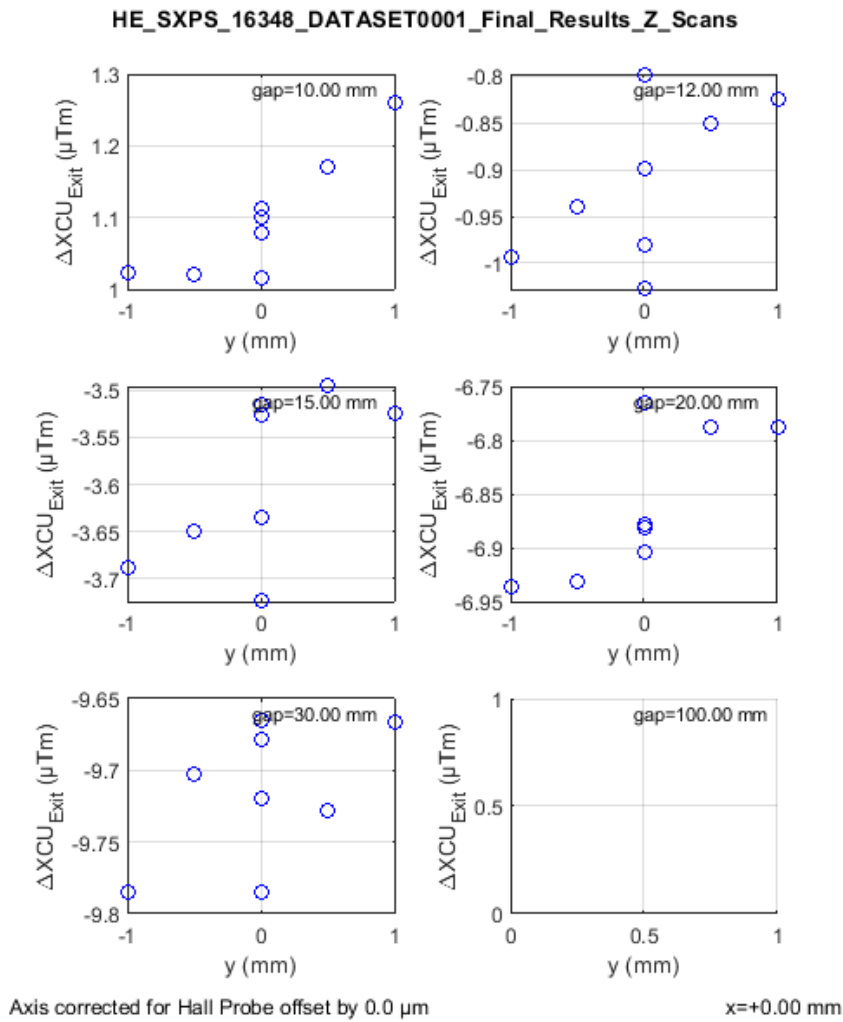 HE_SXPS_16348_DATASET0001_Final_Results_Z_Scans
gap=10.00 mm
1.3
1.2
1.1
1
-1
0
1
ΔXCU_Exit (µTm)
y (mm)
gap=12.00 mm
-0.8
-0.85
-0.9
-0.95
-1
-1
0
1
ΔXCU_Exit (µTm)
y (mm)
gap=15.00 mm
-3.5
-3.55
-3.6
-3.65
-3.7
-1
0
1
ΔXCU_Exit (µTm)
y (mm)
gap=20.00 mm
-6.75
-6.8
-6.85
-6.9
-6.95
-1
0
1
ΔXCU_Exit (µTm)
y (mm)
gap=30.00 mm
-9.65
-9.7
-9.75
-9.8
-1
0
1
ΔXCU_Exit (µTm)
y (mm)
gap=100.00 mm
1
0.5
0
0
0.5
1
ΔXCU_Exit (µTm)
y (mm)
Axis corrected for Hall Probe offset by 0.0 µm
x=+0.00 mm